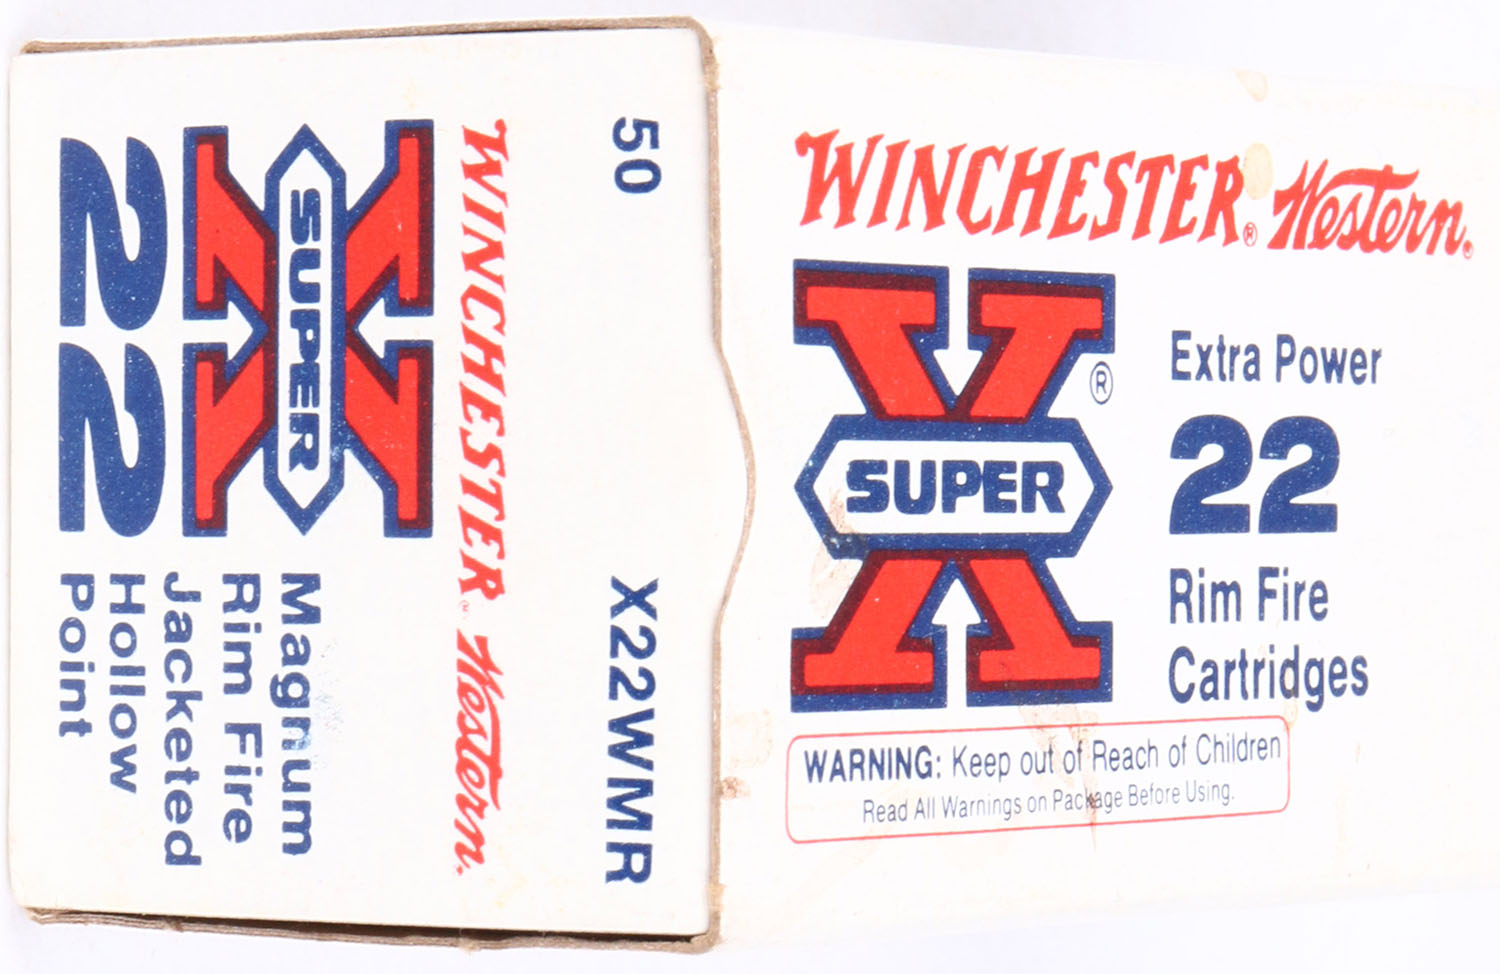 50 X22WMR
WINCHESTER Western.
SUPER X
22 Magnum
Rim Fire
Jacketed
Hollow
Point
WINCHESTER® Western®
X®
SUPER
Extra Power
22
Rim Fire
Cartridges
WARNING: Keep out of Reach of Children
Read All Warnings on Package Before Using.